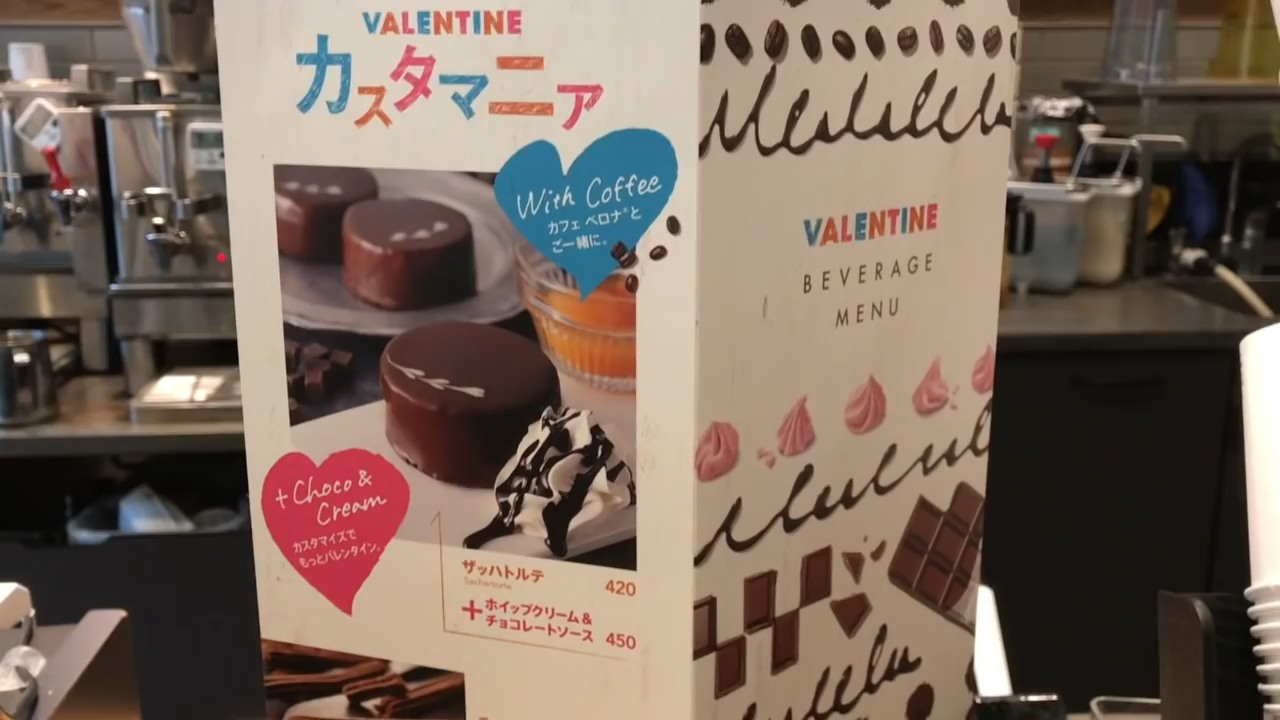 VALENTINE
カスタマニア
With Coffee
カフェ ベロナ®と
ご一緒に。
+Choco &
Cream
カスタマイズで
もっとバレンタイン。
ザッハトルテ
Sachertorte
420
+ホイップクリーム&
チョコレートソース 450
VALENTINE
BEVERAGE
MENU